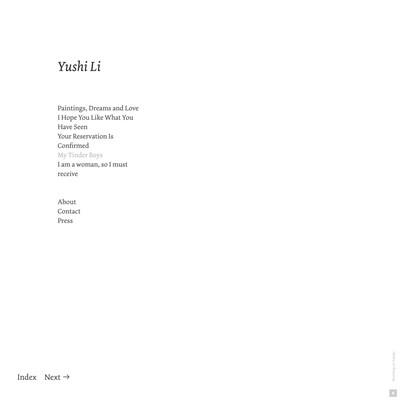 Yushi Li
Paintings, Dreams and Love
I Hope You Like What You
Have Seen
Your Reservation Is
Confirmed
My Tinder Boys
I am a woman, so I must
receive
About
Contact
Press
Index Next →